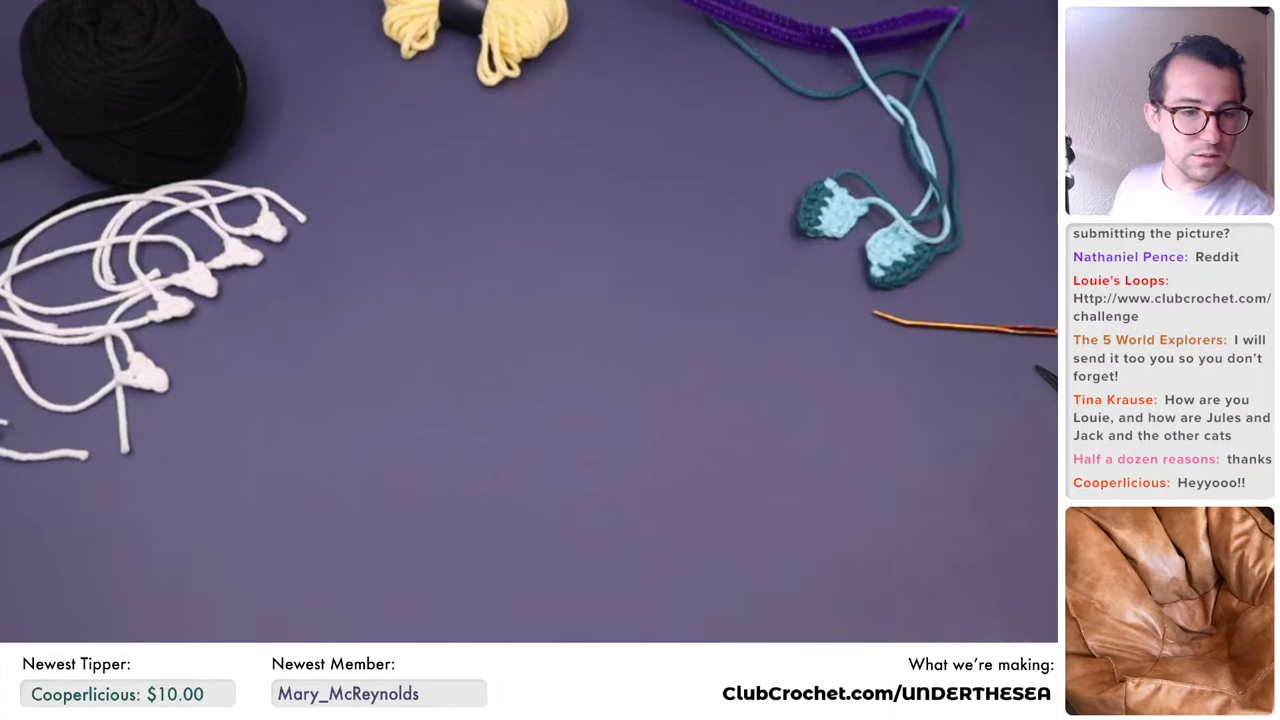 submitting the picture?
Nathaniel Pence: Reddit
Louie's Loops:
Http://www.clubcrochet.com/
challenge
The 5 World Explorers: I will
send it too you so you don't
forget!
Tina Krause: How are you
Louie, and how are Jules and
Jack and the other cats
Half a dozen reasons: thanks
Cooperlicious: Heyyooo!!
Newest Tipper:
Cooperlicious: $10.00
Newest Member:
Mary_McReynolds
What we're making:
ClubCrochet.com/UNDERTHESEA